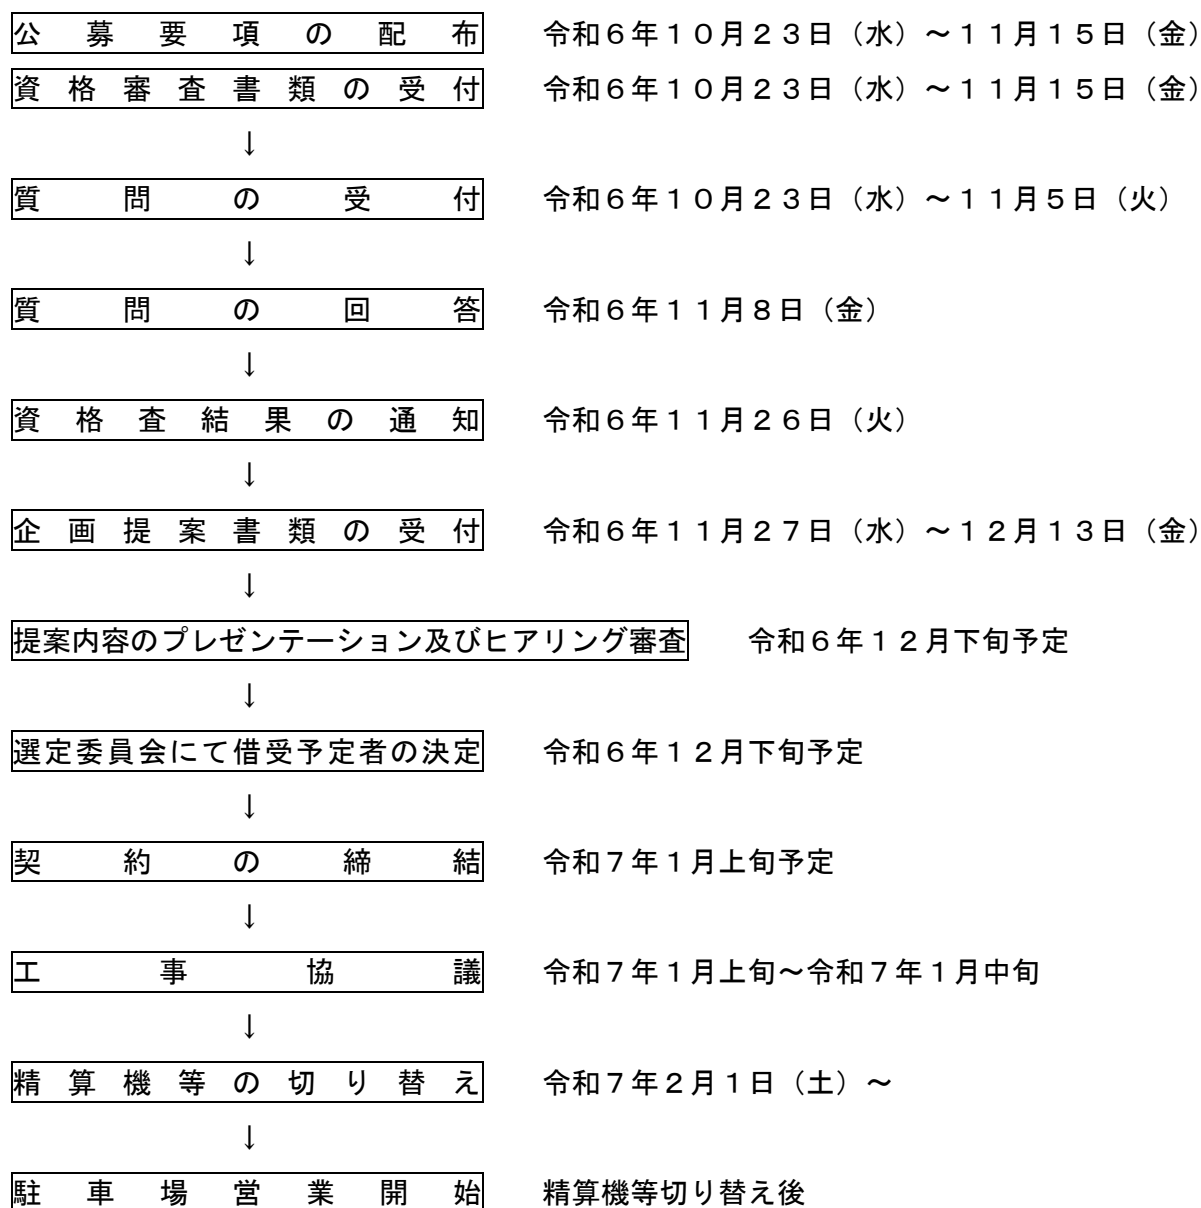 公募要項の配布 令和６年１０月２３日（水）～１１月１５日（金）
資格審査書類の受付 令和６年１０月２３日（水）～１１月１５日（金）
↓
質問の受付 令和６年１０月２３日（水）～１１月５日（火）
↓
質問の回答 令和６年１１月８日（金）
↓
資格査結果の通知 令和６年１１月２６日（火）
↓
企画提案書類の受付 令和６年１１月２７日（水）～１２月１３日（金）
↓
提案内容のプレゼンテーション及びヒアリング審査 令和６年１２月下旬予定
↓
選定委員会にて借受予定者の決定 令和６年１２月下旬予定
↓
契約の締結 令和７年１月上旬予定
↓
工事協議 令和７年１月上旬～令和７年１月中旬
↓
精算機等の切り替え 令和７年２月１日（土）～
↓
駐車場営業開始 精算機等切り替え後